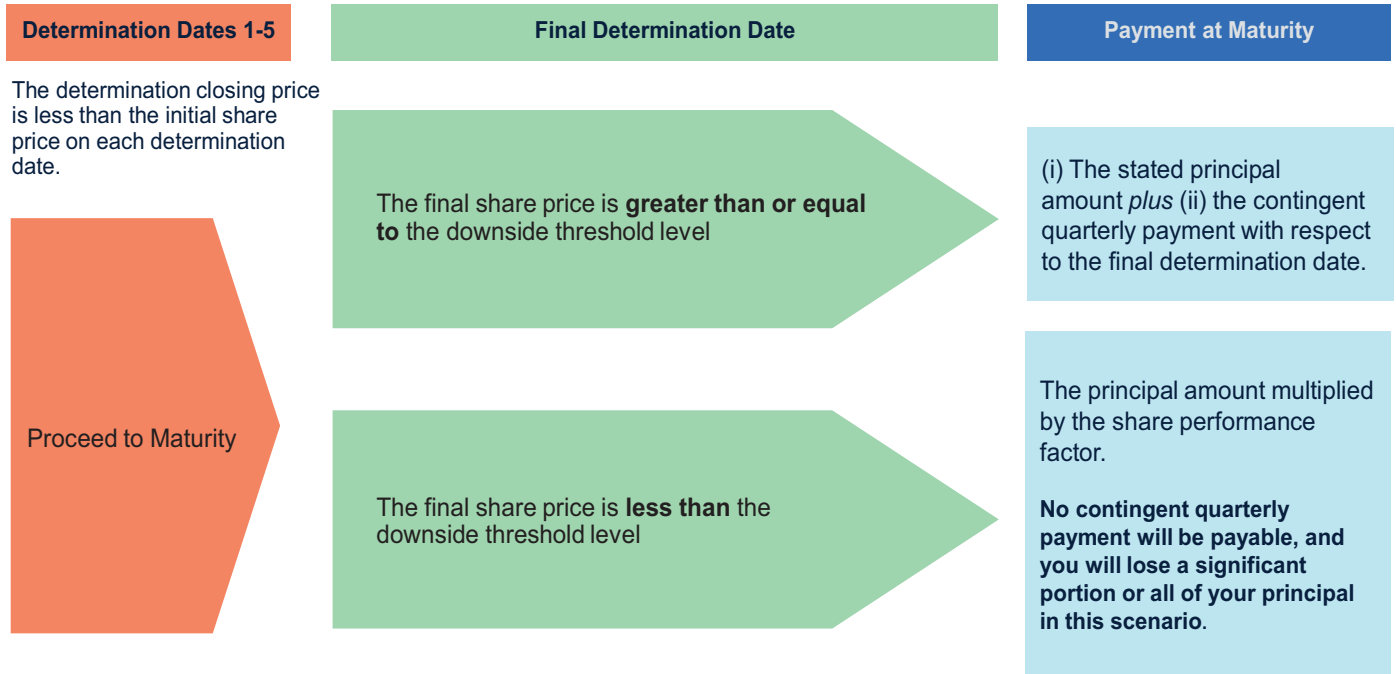 Determination Dates 1-5
Final Determination Date
Payment at Maturity
The determination closing price
is less than the initial share
price on each determination
date.
Proceed to Maturity
The final share price is greater than or equal
to the downside threshold level
(i) The stated principal
amount plus (ii) the contingent
quarterly payment with respect
to the final determination date.
The final share price is less than the
downside threshold level
The principal amount multiplied
by the share performance
factor.
No contingent quarterly
payment will be payable, and
you will lose a significant
portion or all of your principal
in this scenario.